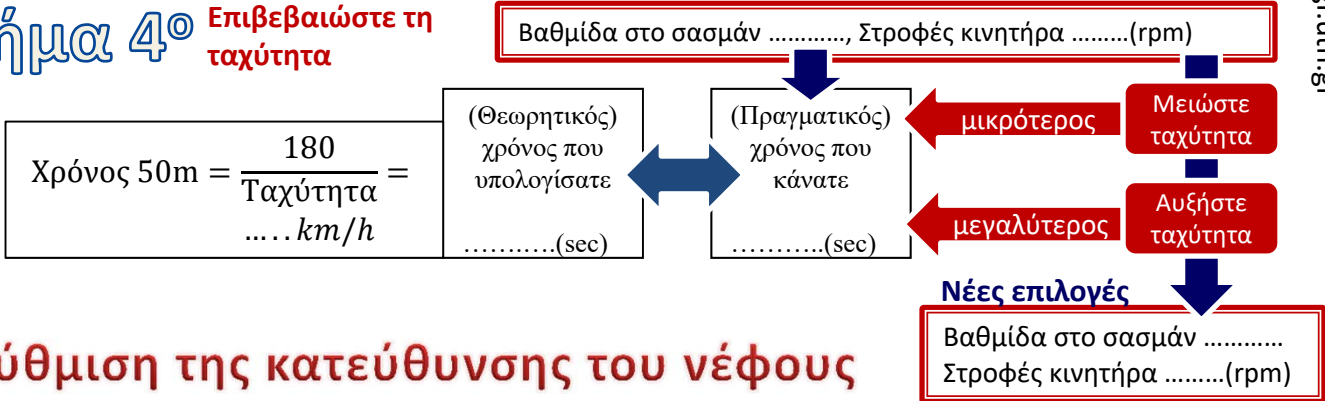 ήμα 4º
Επιβεβαιώστε τη
ταχύτητα
Βαθμίδα στο σασμάν …………, Στροφές κινητήρα ………(rpm)
Χρόνος 50m = 180 / Ταχύτητα ….. km/h =
(Θεωρητικός)
χρόνος που
υπολογίσατε
…………(sec)
(Πραγματικός)
χρόνος που
κάνατε
………..(sec)
μικρότερος
Μειώστε
ταχύτητα
μεγαλύτερος
Αυξήστε
ταχύτητα
Νέες επιλογές
Βαθμίδα στο σασμάν …………
Στροφές κινητήρα ………(rpm)
ύθμιση της κατεύθυνσης του νέφους